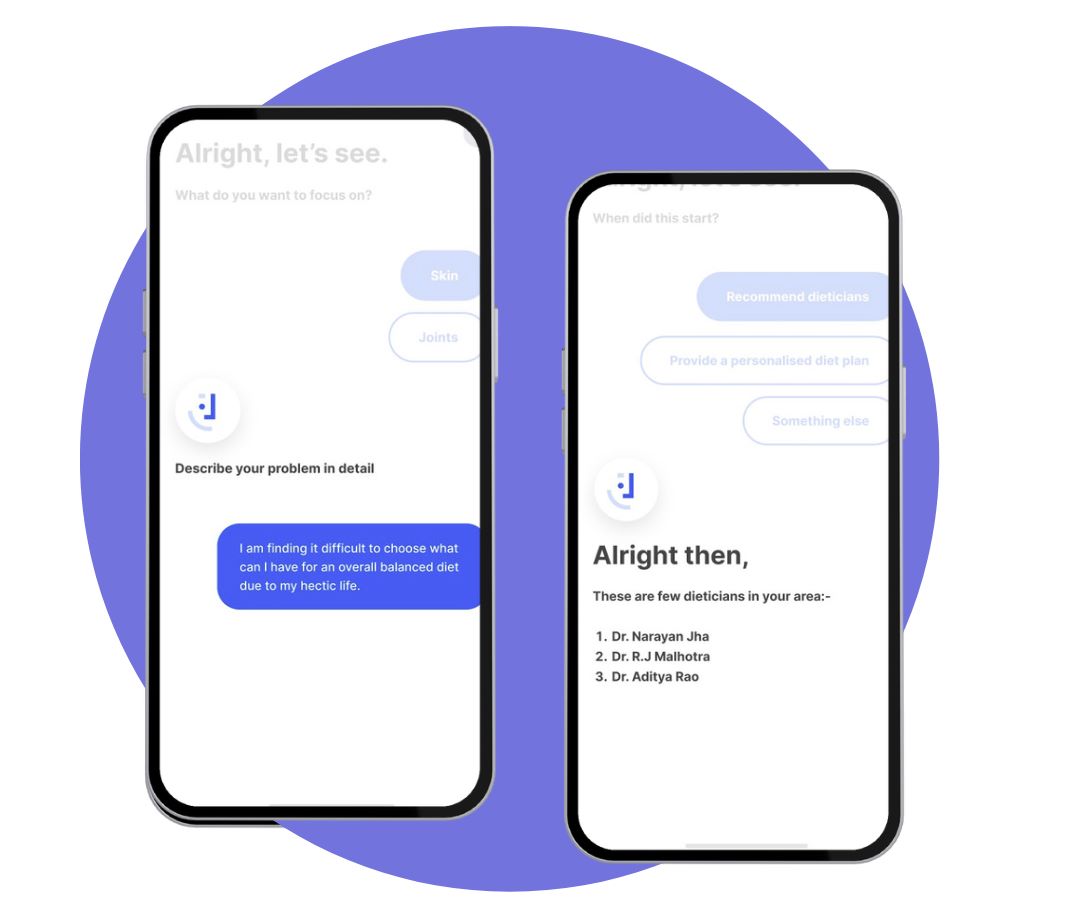 Alright, let's see.
What do you want to focus on?
Skin
Joints
Describe your problem in detail
I am finding it difficult to choose what
can I have for an overall balanced diet
due to my hectic life.
When did this start?
Recommend dieticians
Provide a personalised diet plan
Something else
Alright then,
These are few dieticians in your area:-
1. Dr. Narayan Jha
2. Dr. R.J Malhotra
3. Dr. Aditya Rao